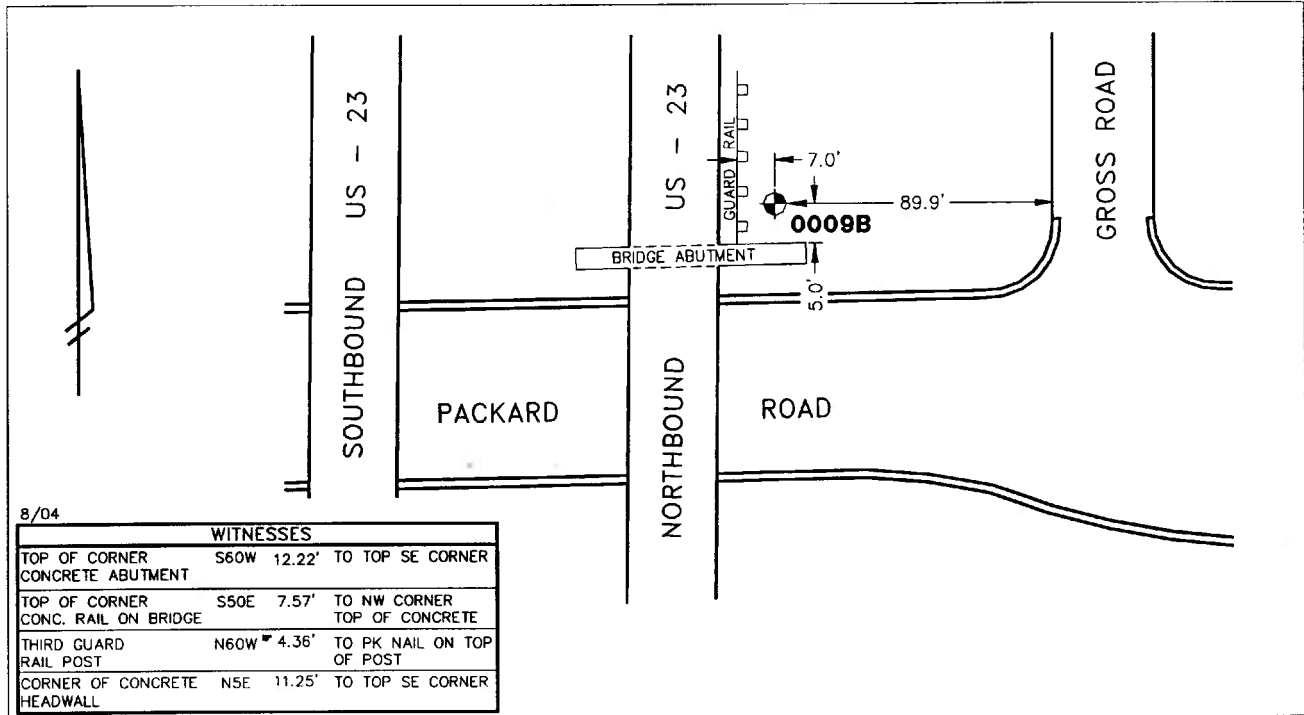 SOUTHBOUND US - 23
NORTHBOUND US - 23
GUARD RAIL
7.0'
89.9'
0009B
GROSS ROAD
BRIDGE ABUTMENT
5.0'
PACKARD ROAD
8/04
WITNESSES
TOP OF CORNER S60W 12.22' TO TOP SE CORNER
CONCRETE ABUTMENT
TOP OF CORNER S50E 7.57' TO NW CORNER
CONC. RAIL ON BRIDGE TOP OF CONCRETE
THIRD GUARD N60W 4.36' TO PK NAIL ON TOP
RAIL POST OF POST
CORNER OF CONCRETE N5E 11.25' TO TOP SE CORNER
HEADWALL